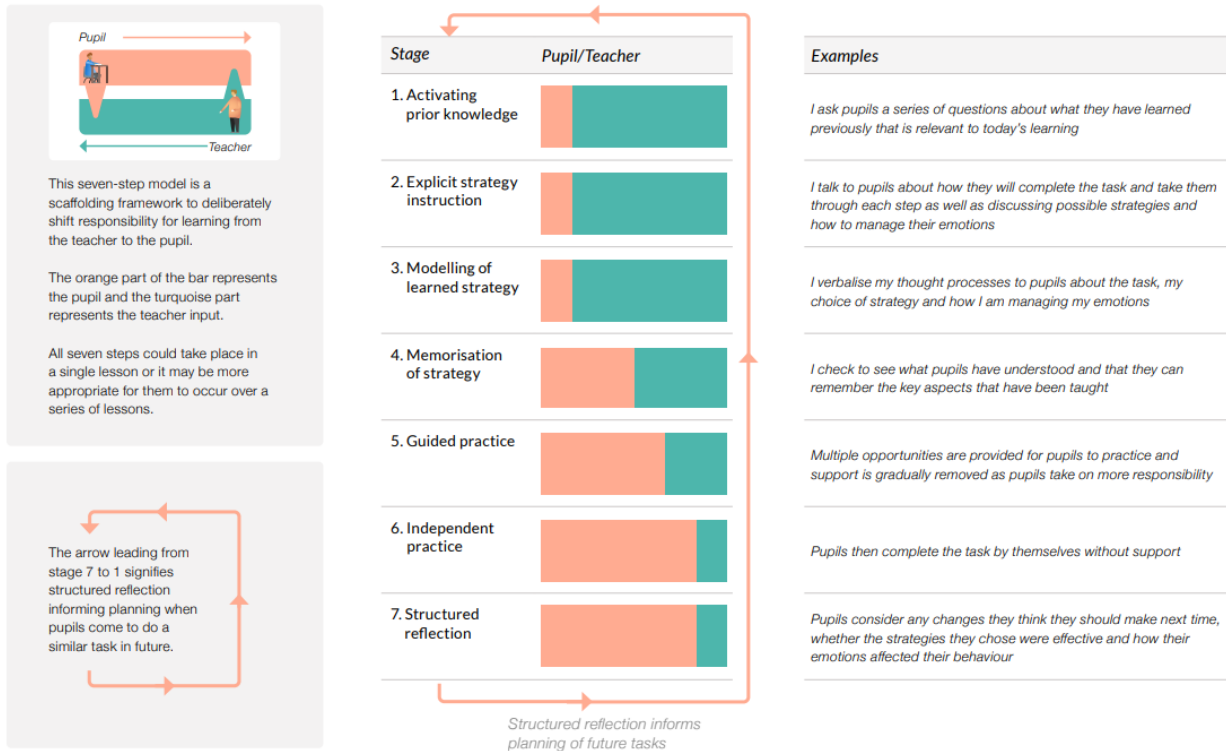 Pupil
Teacher
This seven-step model is a
scaffolding framework to deliberately
shift responsibility for learning from
the teacher to the pupil.
The orange part of the bar represents
the pupil and the turquoise part
represents the teacher input.
All seven steps could take place in
a single lesson or it may be more
appropriate for them to occur over a
series of lessons.
The arrow leading from
stage 7 to 1 signifies
structured reflection
informing planning when
pupils come to do a
similar task in future.
Stage
Pupil/Teacher
Examples
1. Activating
prior knowledge
I ask pupils a series of questions about what they have learned
previously that is relevant to today's learning
2. Explicit strategy
instruction
I talk to pupils about how they will complete the task and take them
through each step as well as discussing possible strategies and
how to manage their emotions
3. Modelling of
learned strategy
I verbalise my thought processes to pupils about the task, my
choice of strategy and how I am managing my emotions
4. Memorisation
of strategy
I check to see what pupils have understood and that they can
remember the key aspects that have been taught
5. Guided practice
Multiple opportunities are provided for pupils to practice and
support is gradually removed as pupils take on more responsibility
6. Independent
practice
Pupils then complete the task by themselves without support
7. Structured
reflection
Pupils consider any changes they think they should make next time,
whether the strategies they chose were effective and how their
emotions affected their behaviour
Structured reflection informs
planning of future tasks